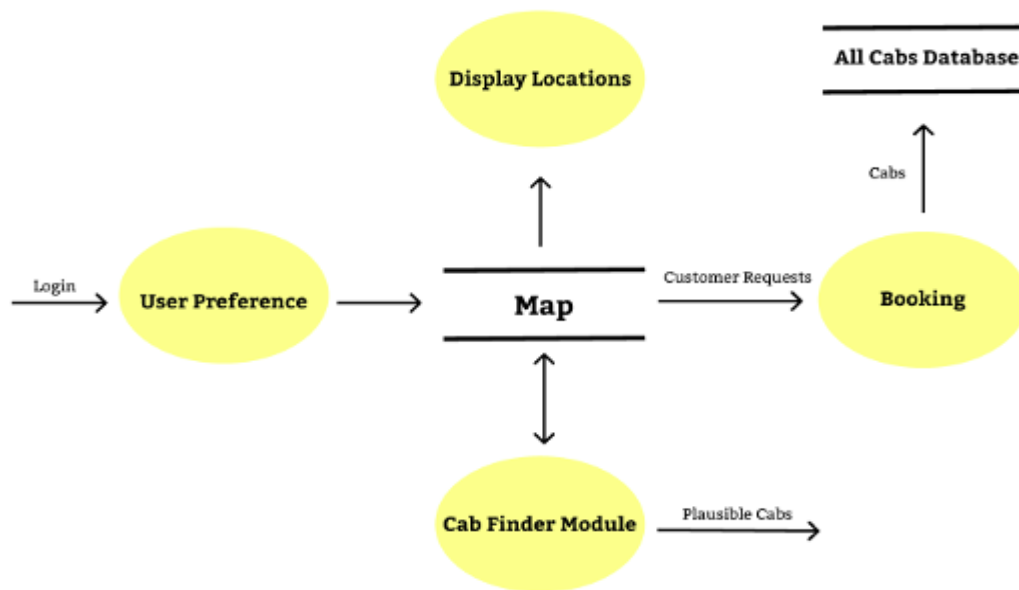 Display Locations
All Cabs Database
Cabs
Login
User Preference
Map
Customer Requests
Booking
Cab Finder Module
Plausible Cabs